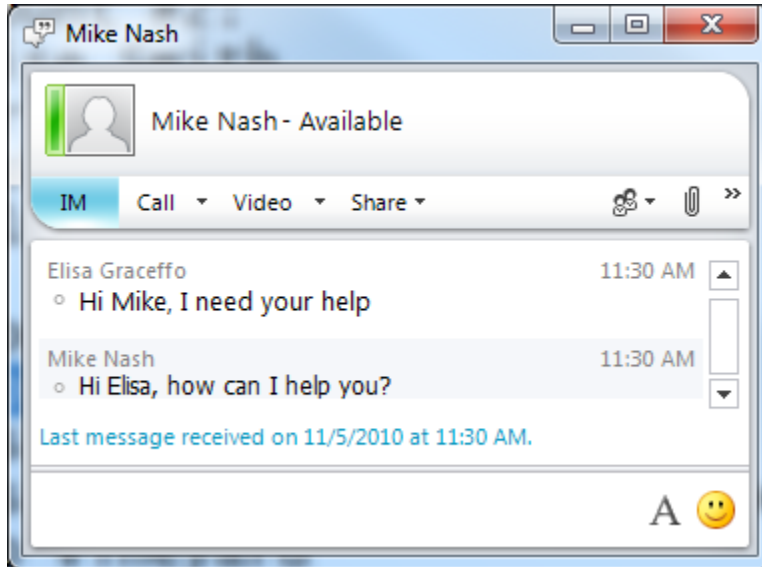 Mike Nash
Mike Nash - Available
IM Call Video Share
Elisa Graceffo 11:30 AM
Hi Mike, I need your help
Mike Nash 11:30 AM
Hi Elisa, how can I help you?
Last message received on 11/5/2010 at 11:30 AM.
A